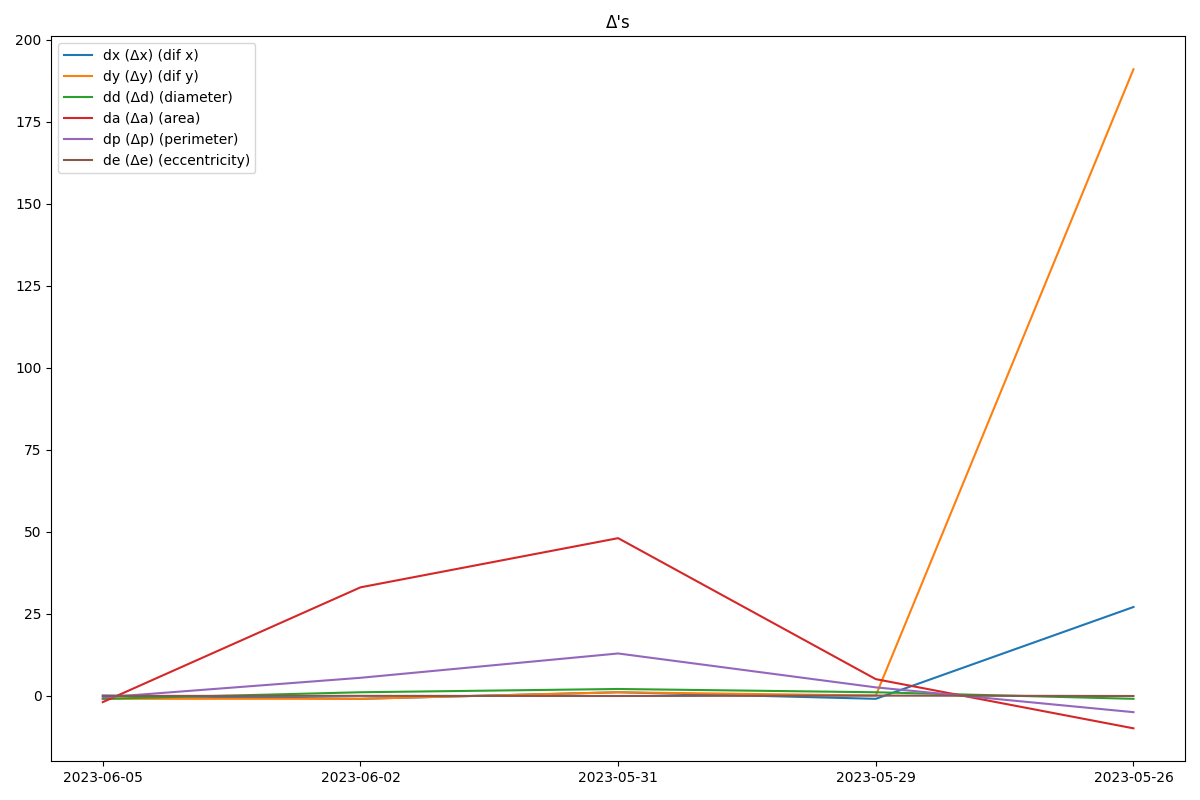 Δ's
200
175
150
125
100
75
50
25
0
dx (Δx) (dif x)
dy (Δy) (dif y)
dd (Δd) (diameter)
da (Δa) (area)
dp (Δp) (perimeter)
de (Δe) (eccentricity)
2023-06-05 2023-06-02 2023-05-31 2023-05-29 2023-05-26